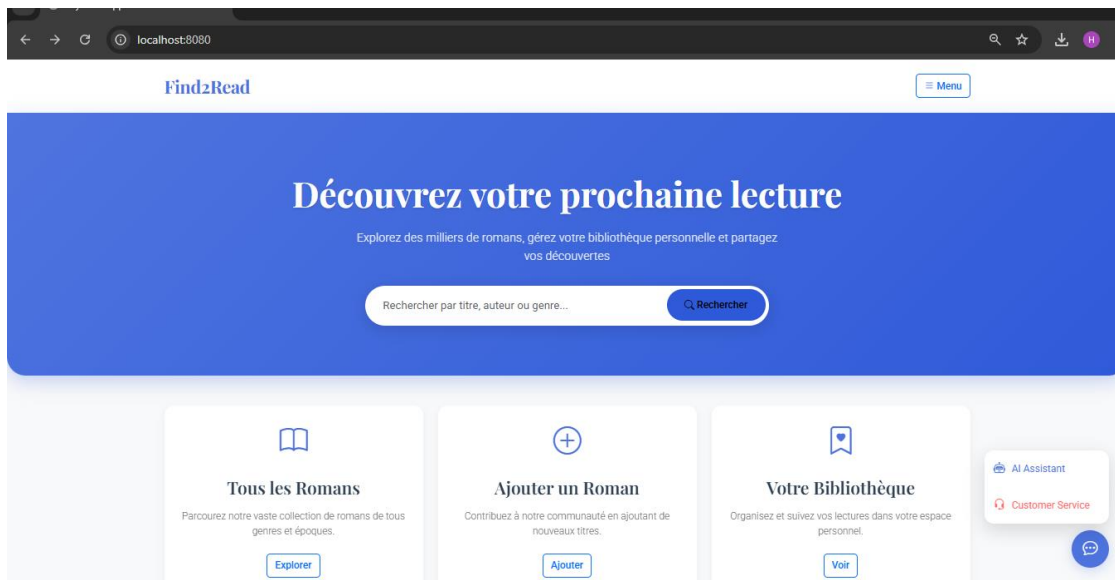 localhost:8080
H
Find2Read
Menu
Découvrez votre prochaine lecture
Explorez des milliers de romans, gérez votre bibliothèque personnelle et partagez
vos découvertes
Rechercher par titre, auteur ou genre...
Rechercher
Tous les Romans
Parcourez notre vaste collection de romans de tous
genres et époques.
Explorer
Ajouter un Roman
Contribuez à notre communauté en ajoutant de
nouveaux titres.
Ajouter
Votre Bibliothèque
Organisez et suivez vos lectures dans votre espace
personnel.
Voir
AI Assistant
Customer Service